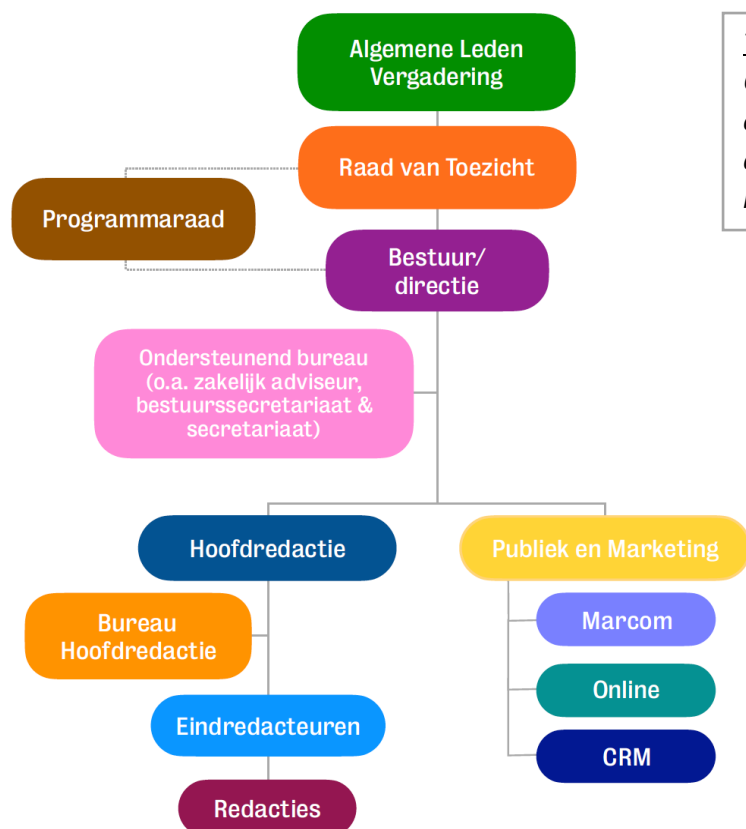 Algemene Leden
Vergadering
Raad van Toezicht
Programmaraad
Bestuur/
directie
Ondersteunend bureau
(o.a. zakelijk adviseur,
bestuurssecretariaat &
secretariaat)
Hoofdredactie
Publiek en Marketing
Bureau
Hoofdredactie
Marcom
Online
Eindredacteuren
CRM
Redacties